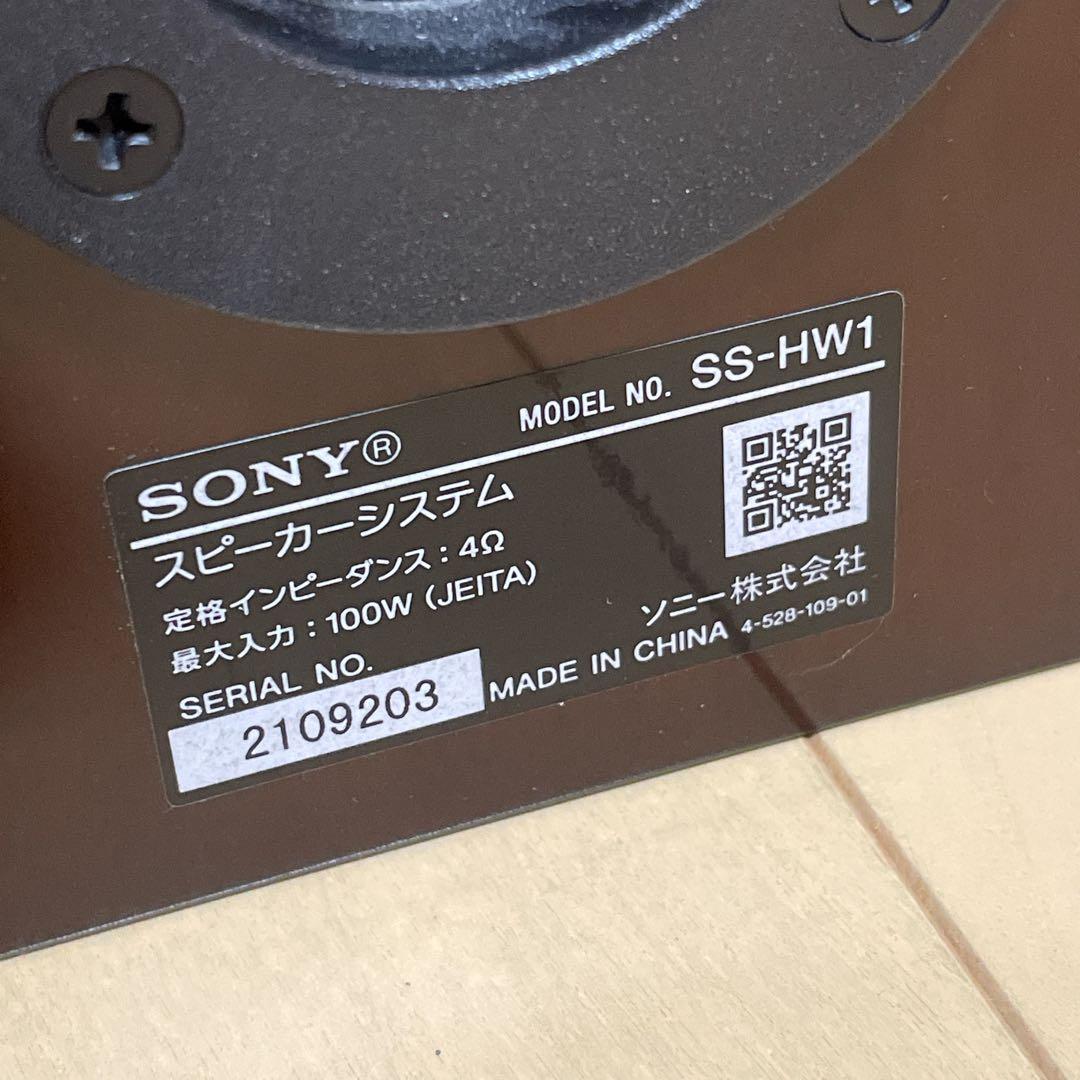 SONY® MODEL NO. SS-HW1
スピーカーシステム
定格インピーダンス：4Ω
最大入力：100W (JEITA)
ソニー株式会社
SERIAL NO.
2109203
MADE IN CHINA 4-528-109-01